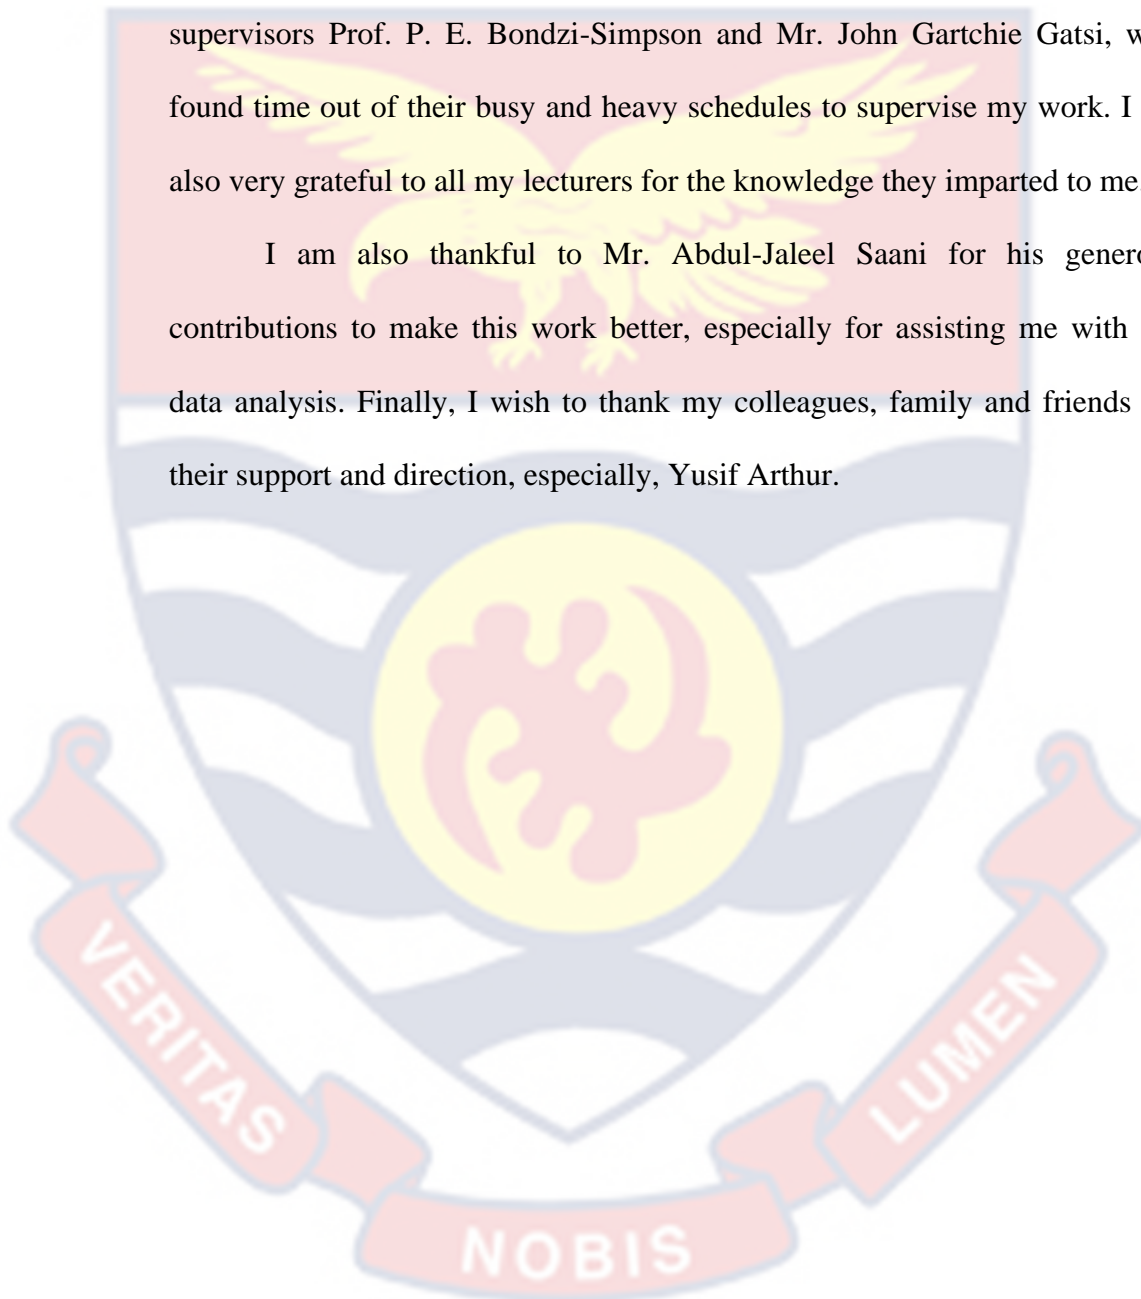 supervisors Prof. P. E. Bondzi-Simpson and Mr. John Gartchie Gatsi, w
found time out of their busy and heavy schedules to supervise my work. I
also very grateful to all my lecturers for the knowledge they imparted to me.
I am also thankful to Mr. Abdul-Jaleel Saani for his genero
contributions to make this work better, especially for assisting me with
data analysis. Finally, I wish to thank my colleagues, family and friends
their support and direction, especially, Yusif Arthur.
VERITAS
NOBIS
LUMEN